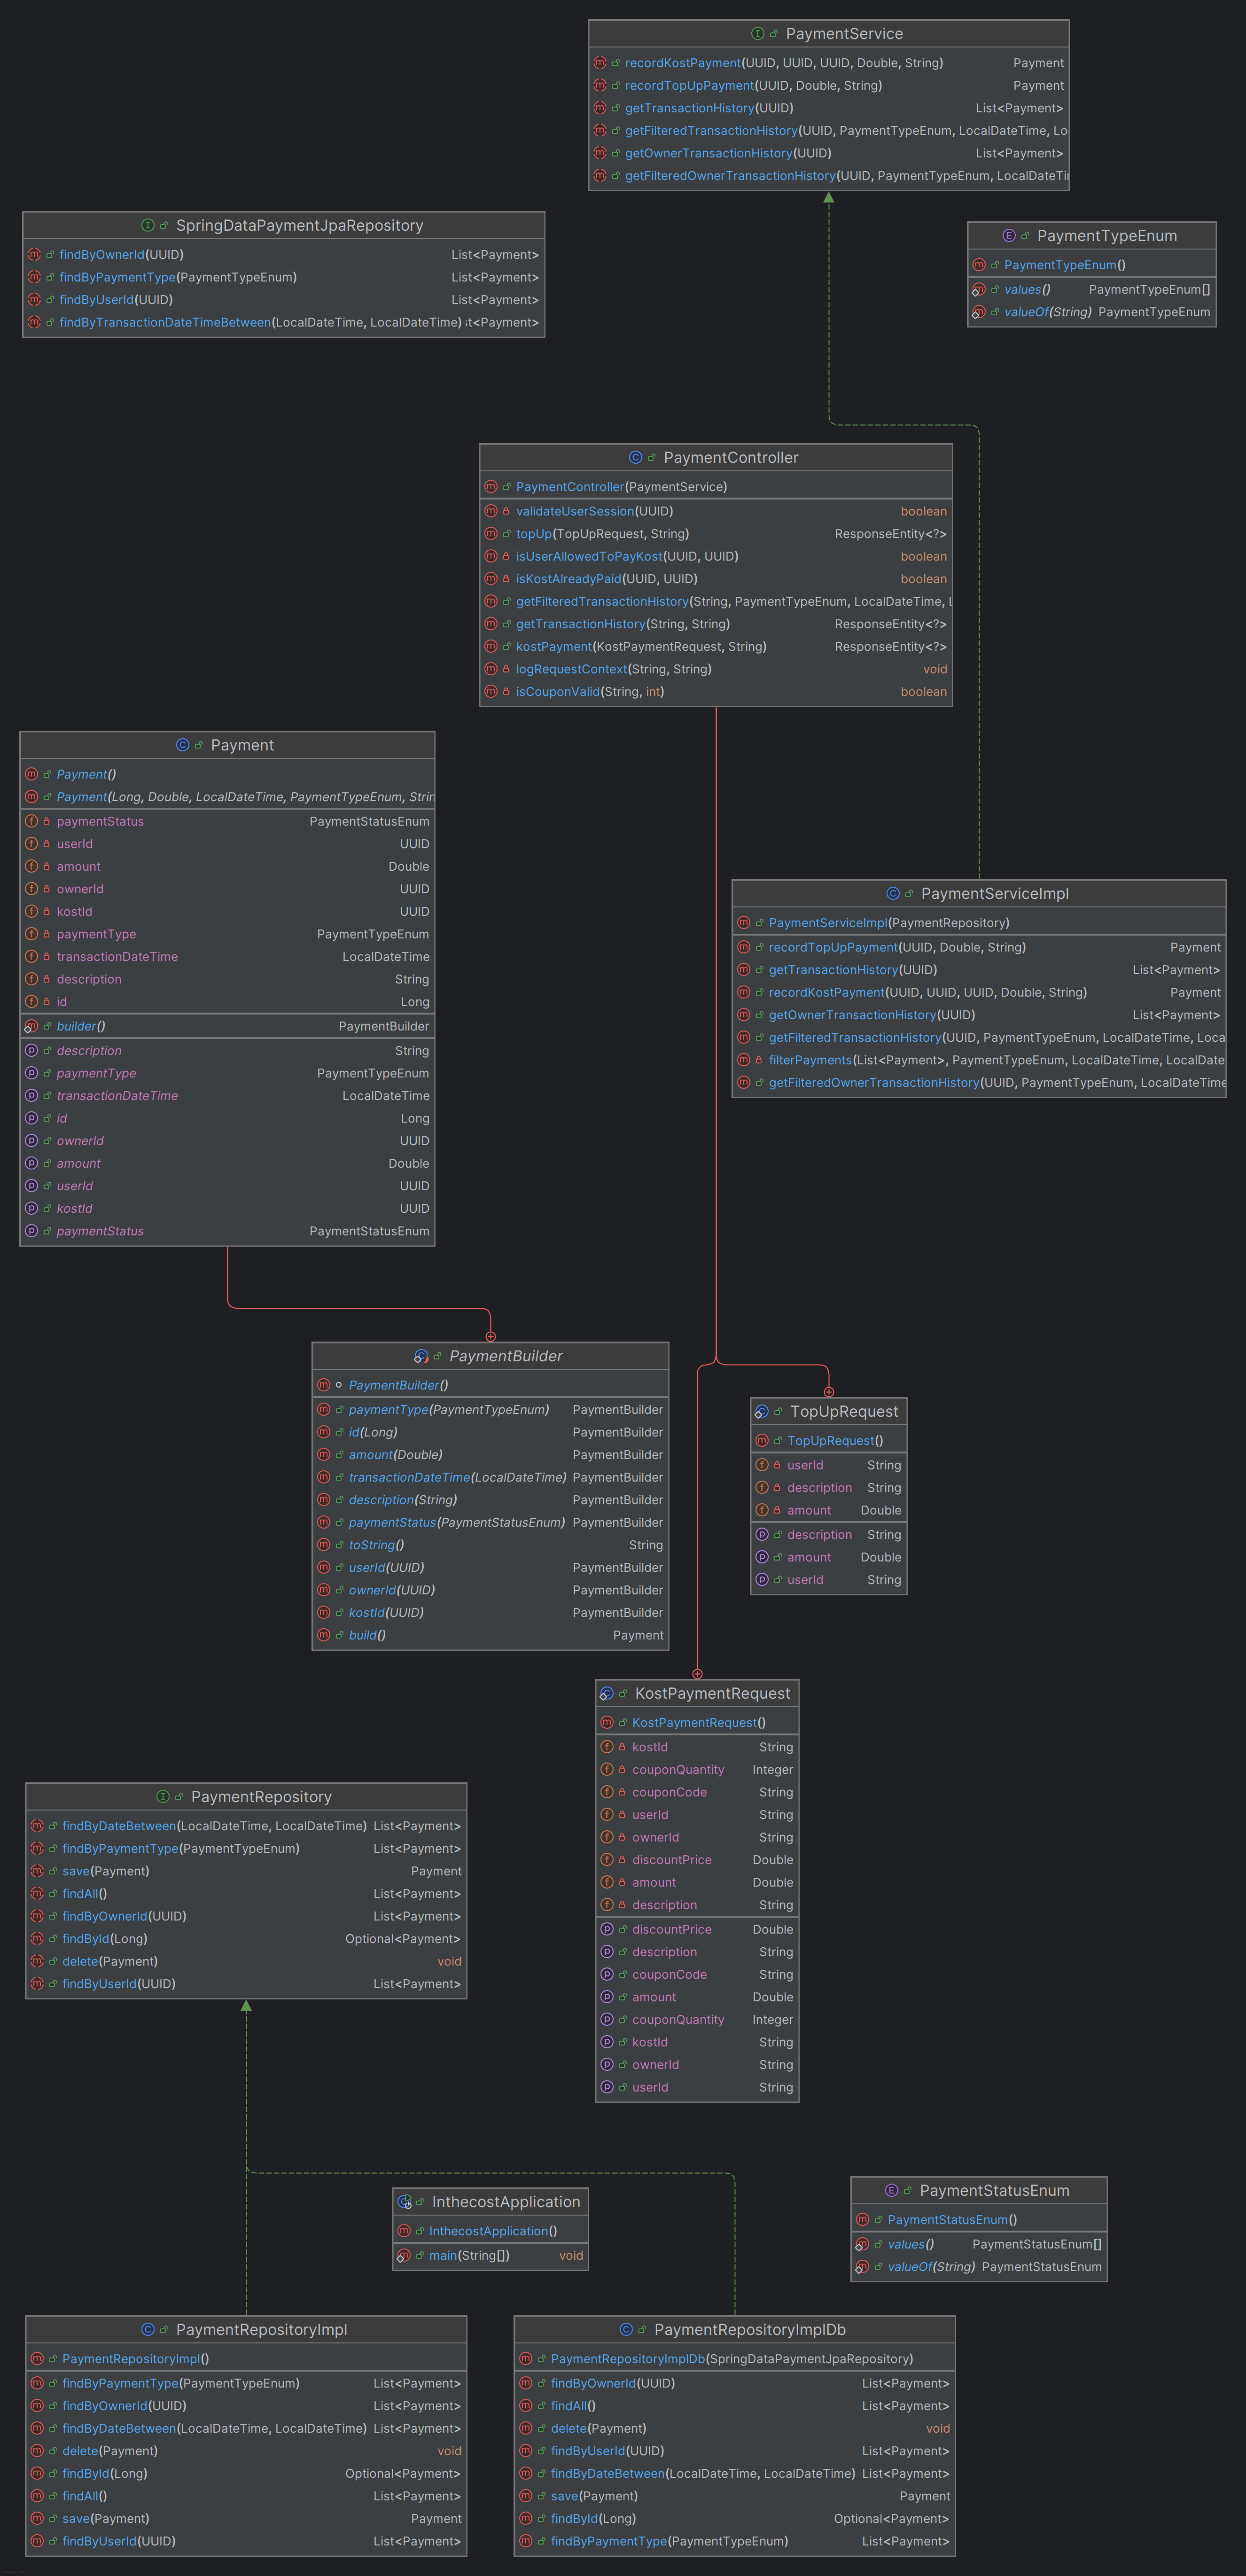 PaymentService
recordKostPayment(UUID, UUID, UUID, Double, String) Payment
recordTopUpPayment(UUID, Double, String) Payment
getTransactionHistory(UUID) List<Payment>
getFilteredTransactionHistory(UUID, PaymentTypeEnum, LocalDateTime, Lo
getOwnerTransactionHistory(UUID) List<Payment>
getFilteredOwnerTransactionHistory(UUID, PaymentTypeEnum, LocalDateTi
SpringDataPaymentJpaRepository
findByOwnerId(UUID) List<Payment>
findByPaymentType(PaymentTypeEnum) List<Payment>
findByUserId(UUID) List<Payment>
findByTransactionDateTimeBetween(LocalDateTime, LocalDateTime) st<Payment>
PaymentTypeEnum
PaymentTypeEnum()
values() PaymentTypeEnum[]
valueOf(String) PaymentTypeEnum
PaymentController
PaymentController(PaymentService)
validateUserSession(UUID) boolean
topUp(TopUpRequest, String) ResponseEntity<?>
isUserAllowedToPayKost(UUID, UUID) boolean
isKostAlreadyPaid(UUID, UUID) boolean
getFilteredTransactionHistory(String, PaymentTypeEnum, LocalDateTime, L
getTransactionHistory(String, String) ResponseEntity<?>
kostPayment(KostPaymentRequest, String) ResponseEntity<?>
logRequestContext(String, String) void
isCouponValid(String, int) boolean
Payment
Payment()
Payment(Long, Double, LocalDateTime, PaymentTypeEnum, Strin
paymentStatus PaymentStatusEnum
userId UUID
amount Double
ownerId UUID
kostId UUID
paymentType PaymentTypeEnum
transactionDateTime LocalDateTime
description String
id Long
builder() PaymentBuilder
description String
paymentType PaymentTypeEnum
transactionDateTime LocalDateTime
id Long
ownerId UUID
amount Double
userId UUID
kostId UUID
paymentStatus PaymentStatusEnum
PaymentServiceImpl
PaymentServiceImpl(PaymentRepository)
recordTopUpPayment(UUID, Double, String) Payment
getTransactionHistory(UUID) List<Payment>
recordKostPayment(UUID, UUID, UUID, Double, String) Payment
getOwnerTransactionHistory(UUID) List<Payment>
getFilteredTransactionHistory(UUID, PaymentTypeEnum, LocalDateTime, Loca
filterPayments(List<Payment>, PaymentTypeEnum, LocalDateTime, LocalDate
getFilteredOwnerTransactionHistory(UUID, PaymentTypeEnum, LocalDateTime
PaymentBuilder
PaymentBuilder()
paymentType(PaymentTypeEnum) PaymentBuilder
id(Long) PaymentBuilder
amount(Double) PaymentBuilder
transactionDateTime(LocalDateTime) PaymentBuilder
description(String) PaymentBuilder
paymentStatus(PaymentStatusEnum) PaymentBuilder
toString() String
userId(UUID) PaymentBuilder
ownerId(UUID) PaymentBuilder
kostId(UUID) PaymentBuilder
build() Payment
TopUpRequest
TopUpRequest()
userId String
description String
amount Double
description String
amount Double
userId String
KostPaymentRequest
KostPaymentRequest()
kostId String
couponQuantity Integer
couponCode String
userId String
ownerId String
discountPrice Double
amount Double
description String
discountPrice Double
description String
couponCode String
amount Double
couponQuantity Integer
kostId String
ownerId String
userId String
PaymentRepository
findByDateBetween(LocalDateTime, LocalDateTime) List<Payment>
findByPaymentType(PaymentTypeEnum) List<Payment>
save(Payment) Payment
findAll() List<Payment>
findByOwnerId(UUID) List<Payment>
findById(Long) Optional<Payment>
delete(Payment) void
findByUserId(UUID) List<Payment>
InthecostApplication
InthecostApplication()
main(String[]) void
PaymentStatusEnum
PaymentStatusEnum()
values() PaymentStatusEnum[]
valueOf(String) PaymentStatusEnum
PaymentRepositoryImpl
PaymentRepositoryImpl()
findByPaymentType(PaymentTypeEnum) List<Payment>
findByOwnerId(UUID) List<Payment>
findByDateBetween(LocalDateTime, LocalDateTime) List<Payment>
delete(Payment) void
findById(Long) Optional<Payment>
findAll() List<Payment>
save(Payment) Payment
findByUserId(UUID) List<Payment>
PaymentRepositoryImplDb
PaymentRepositoryImplDb(SpringDataPaymentJpaRepository)
findByOwnerId(UUID) List<Payment>
findAll() List<Payment>
delete(Payment) void
findByUserId(UUID) List<Payment>
findByDateBetween(LocalDateTime, LocalDateTime) List<Payment>
save(Payment) Payment
findById(Long) Optional<Payment>
findByPaymentType(PaymentTypeEnum) List<Payment>